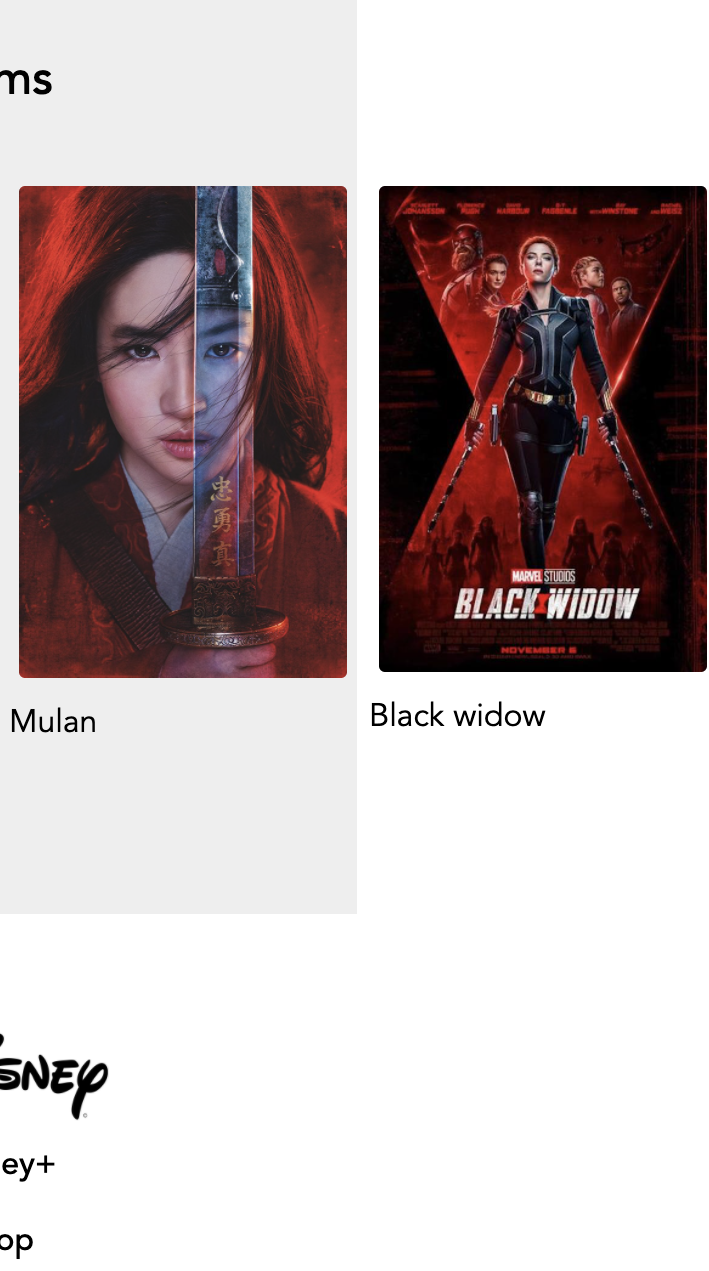 ms
SCARLETT JOHANSSON FLORENCE PUGH DAVID HARBOUR O-T FAGBENLE WITH RAY WINSTONE AND RACHEL WEISZ
忠
勇
真
MARVEL STUDIOS
BLACK WIDOW
NOVEMBER 6
Mulan
Black widow
SNEY
ey+
op